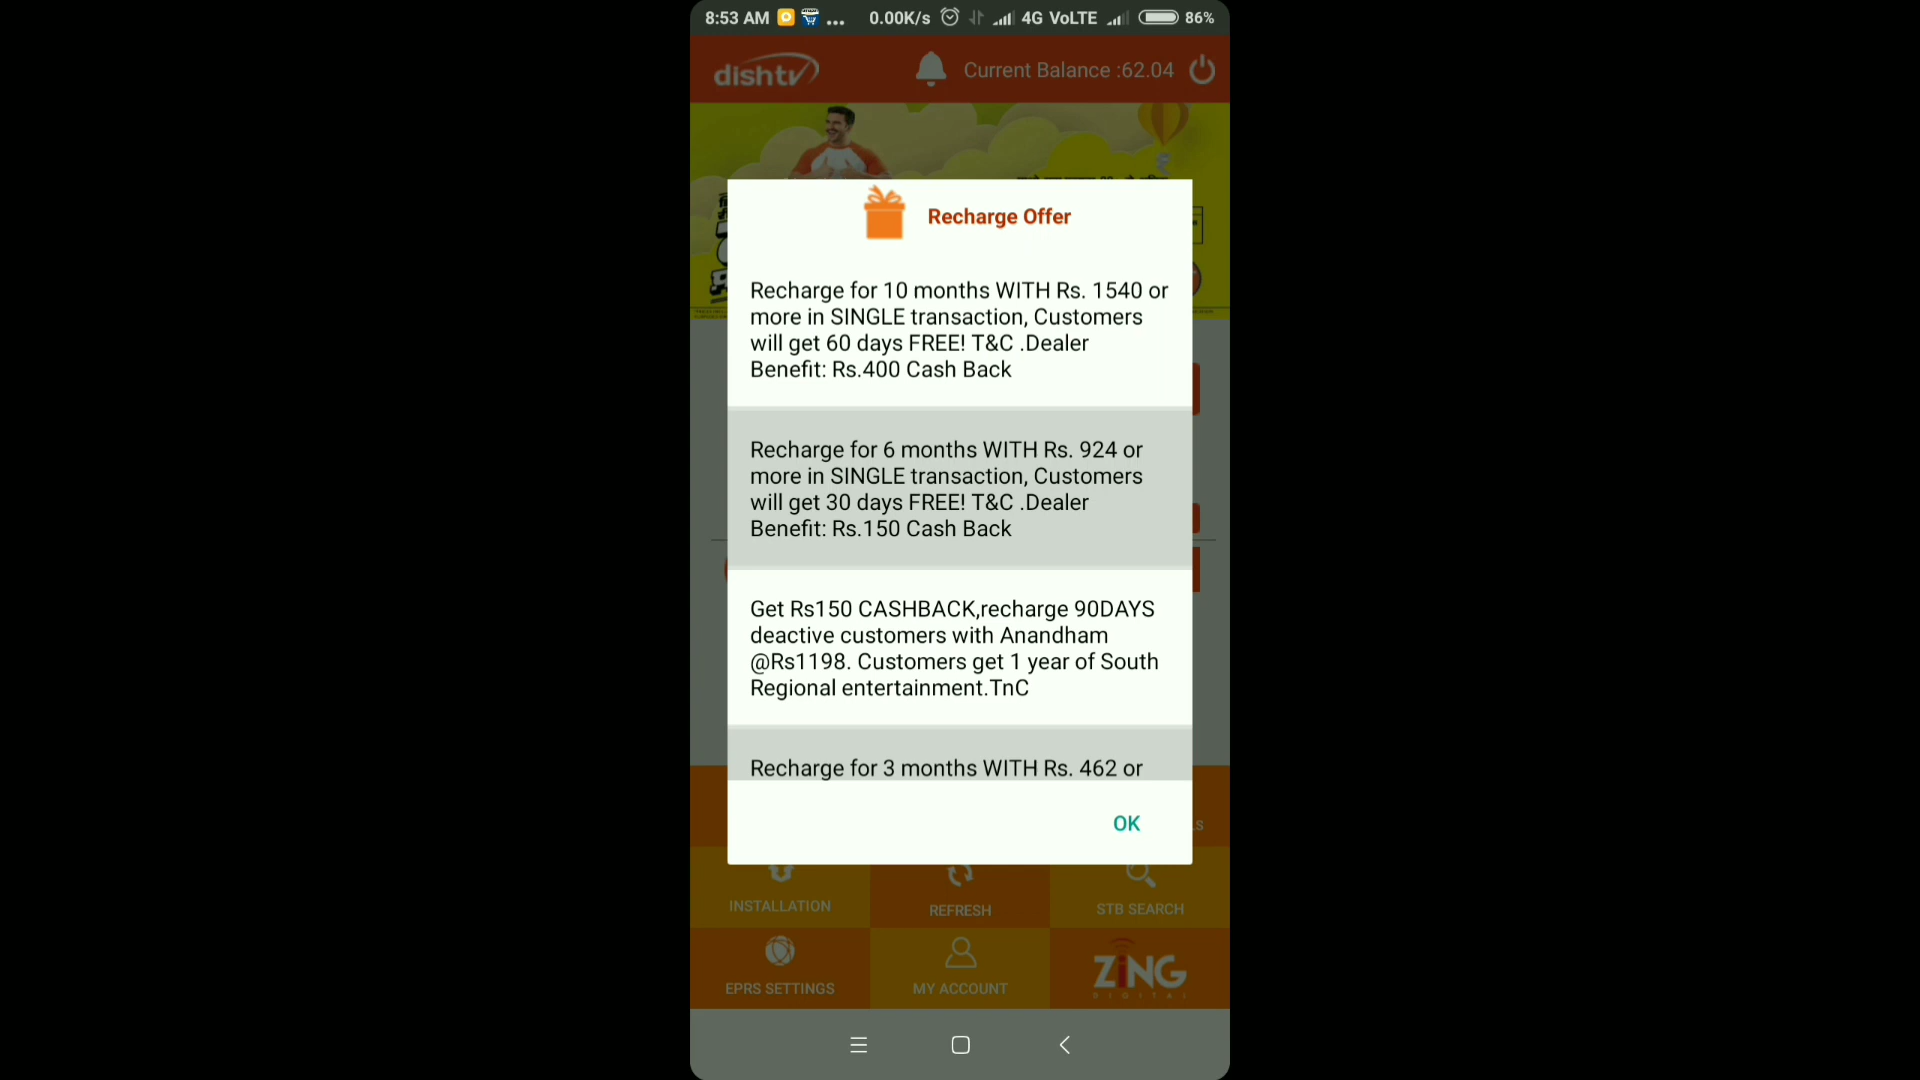 8:53 AM ... 0.00K/s 4G VoLTE 86%
dishtv Current Balance :62.04
Recharge Offer
Recharge for 10 months WITH Rs. 1540 or
more in SINGLE transaction, Customers
will get 60 days FREE! T&C .Dealer
Benefit: Rs.400 Cash Back
Recharge for 6 months WITH Rs. 924 or
more in SINGLE transaction, Customers
will get 30 days FREE! T&C .Dealer
Benefit: Rs.150 Cash Back
Get Rs150 CASHBACK,recharge 90DAYS
deactive customers with Anandham
@Rs1198. Customers get 1 year of South
Regional entertainment.TnC
Recharge for 3 months WITH Rs. 462 or
OK
INSTALLATION REFRESH STB SEARCH
EPRS SETTINGS MY ACCOUNT ZiNG
DIGITAL